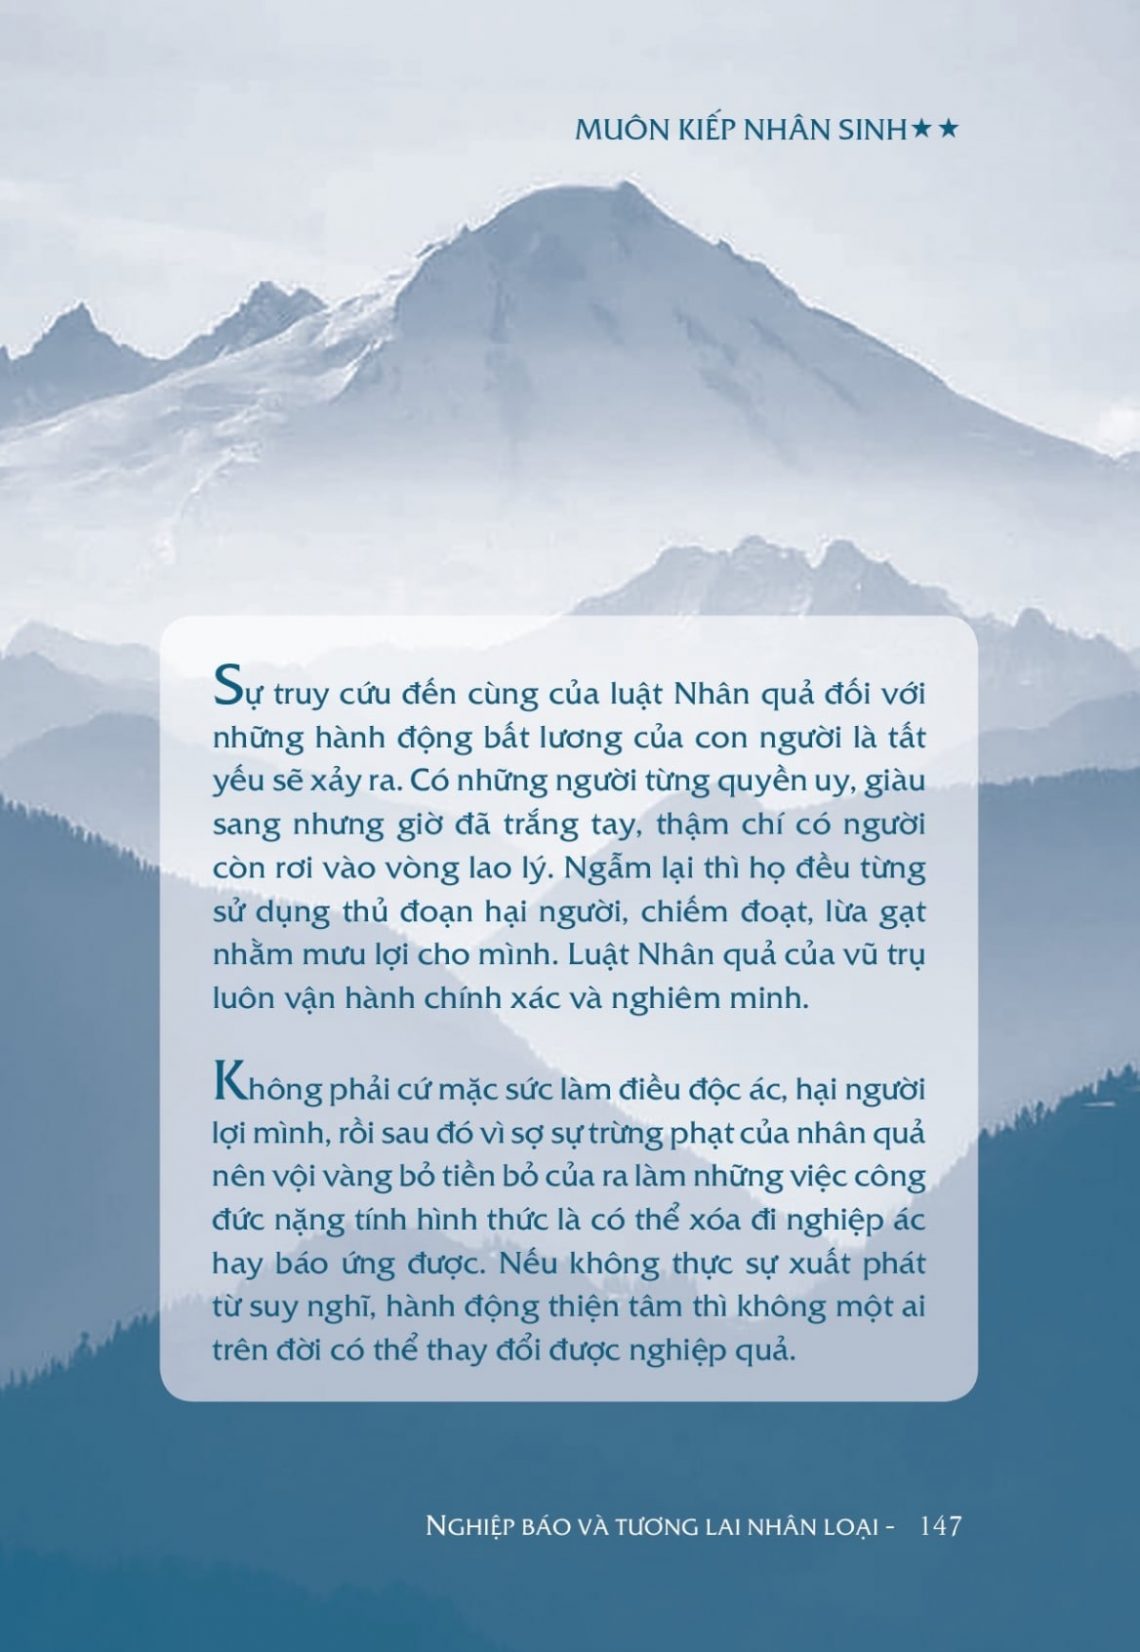 MUÔN KIẾP NHÂN SINH★★
Sự truy cứu đến cùng của luật Nhân quả đối với
những hành động bất lương của con người là tất
yếu sẽ xảy ra. Có những người từng quyền uy, giàu
sang nhưng giờ đã trắng tay, thậm chí có người
còn rơi vào vòng lao lý. Ngẫm lại thì họ đều từng
sử dụng thủ đoạn hại người, chiếm đoạt, lừa gạt
nhằm mưu lợi cho mình. Luật Nhân quả của vũ trụ
luôn vận hành chính xác và nghiêm minh.
Không phải cứ mặc sức làm điều độc ác, hại người
lợi mình, rồi sau đó vì sợ sự trừng phạt của nhân quả
nên vội vàng bỏ tiền bỏ của ra làm những việc công
đức nặng tính hình thức là có thể xóa đi nghiệp ác
hay báo ứng được. Nếu không thực sự xuất phát
từ suy nghĩ, hành động thiện tâm thì không một ai
trên đời có thể thay đổi được nghiệp quả.
NGHIỆP BÁO VÀ TƯƠNG LAI NHÂN LOẠI - 147